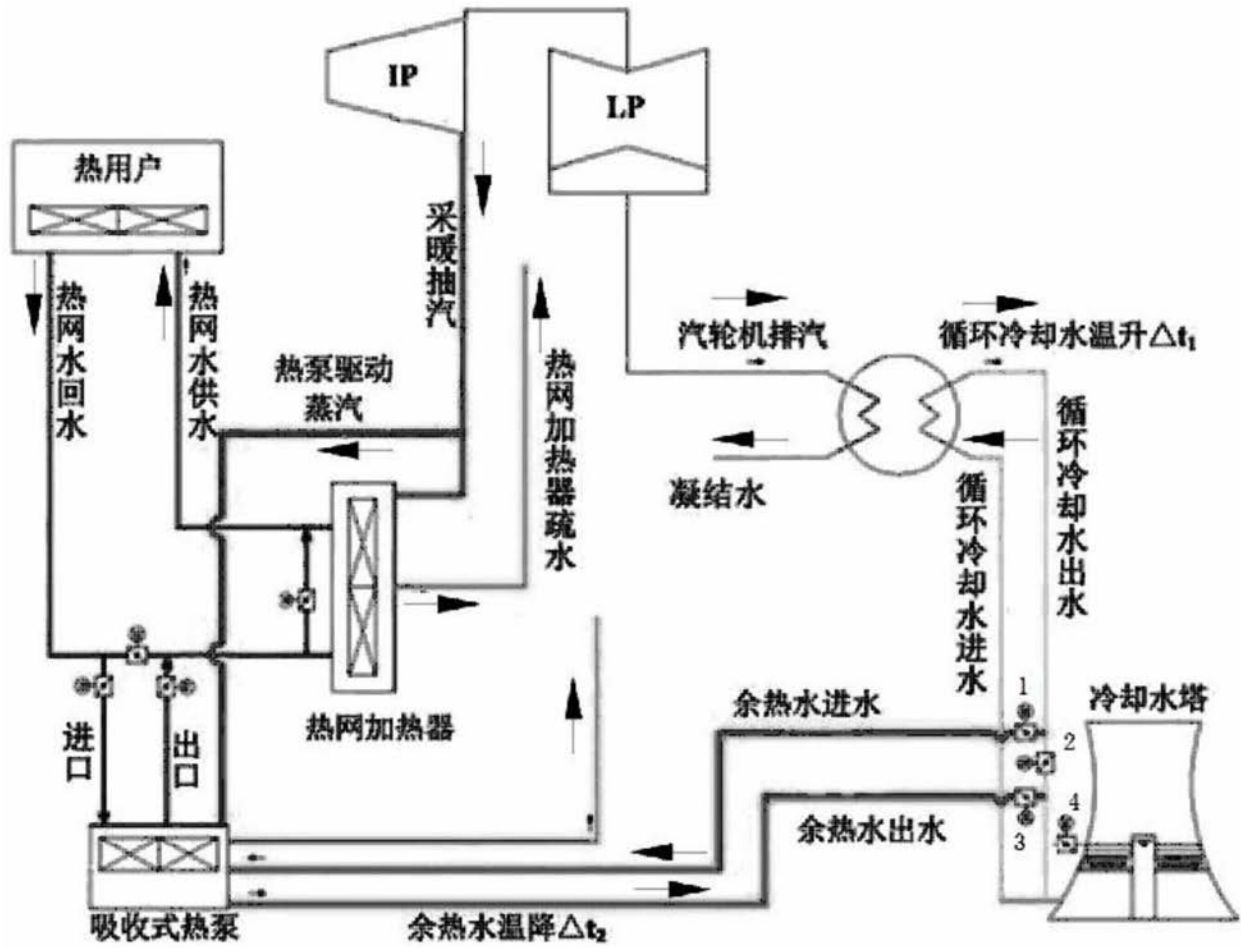 IP
LP
热用户
采暖抽汽
热网水回水
热网水供水
热泵驱动
蒸汽
热网加热器疏水
汽轮机排汽
循环冷却水温升△t₁
凝结水
循环冷却水进水
循环冷却水出水
热网加热器
进口
出口
余热水进水
1
2
冷却水塔
余热水出水
3
4
吸收式热泵
余热水温降△t₂